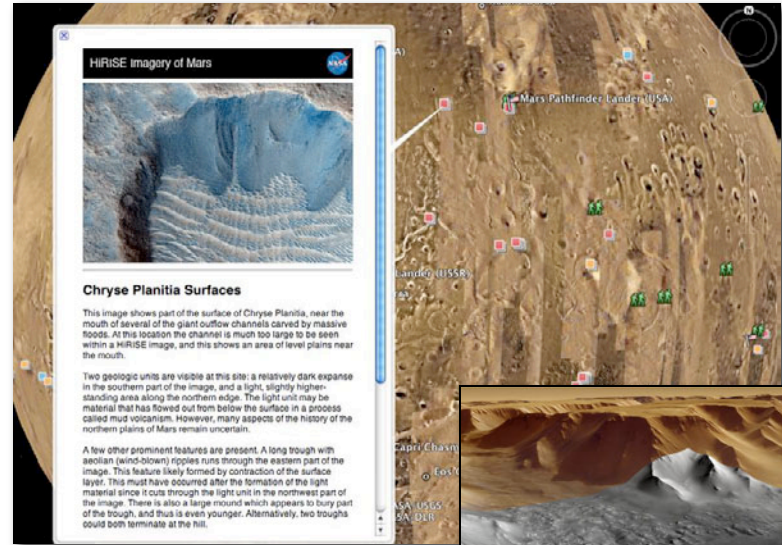 HiRISE Imagery of Mars
NASA
Chryse Planitia Surfaces
This image shows part of the surface of Chryse Planitia, near the
mouth of several of the giant outflow channels carved by massive
floods. At this location the channel is much too large to be seen
within a HiRISE image, and this shows an area of level plains near
the mouth.
Two geologic units are visible at this site: a relatively dark expanse
in the southern part of the image, and a light, slightly higher-
standing area along the northern edge. The light unit may be
material that has flowed out from below the surface in a process
called mud volcanism. However, many aspects of the history of the
northern plains of Mars remain uncertain.
A few other prominent features are present. A long trough with
aeolian (wind-blown) ripples runs through the eastern part of the
image. This feature likely formed by contraction of the surface
layer. This must have occurred after the formation of the light
material since it cuts through the light unit in the northwest part of
the image. There is also a large mound which appears to bury part
of the trough, and thus is even younger. Alternatively, two troughs
could both terminate at the hill.
N
A)
Mars Pathfinder Lander (USA)
Lander (USSR)
Capri Chasm
Eos